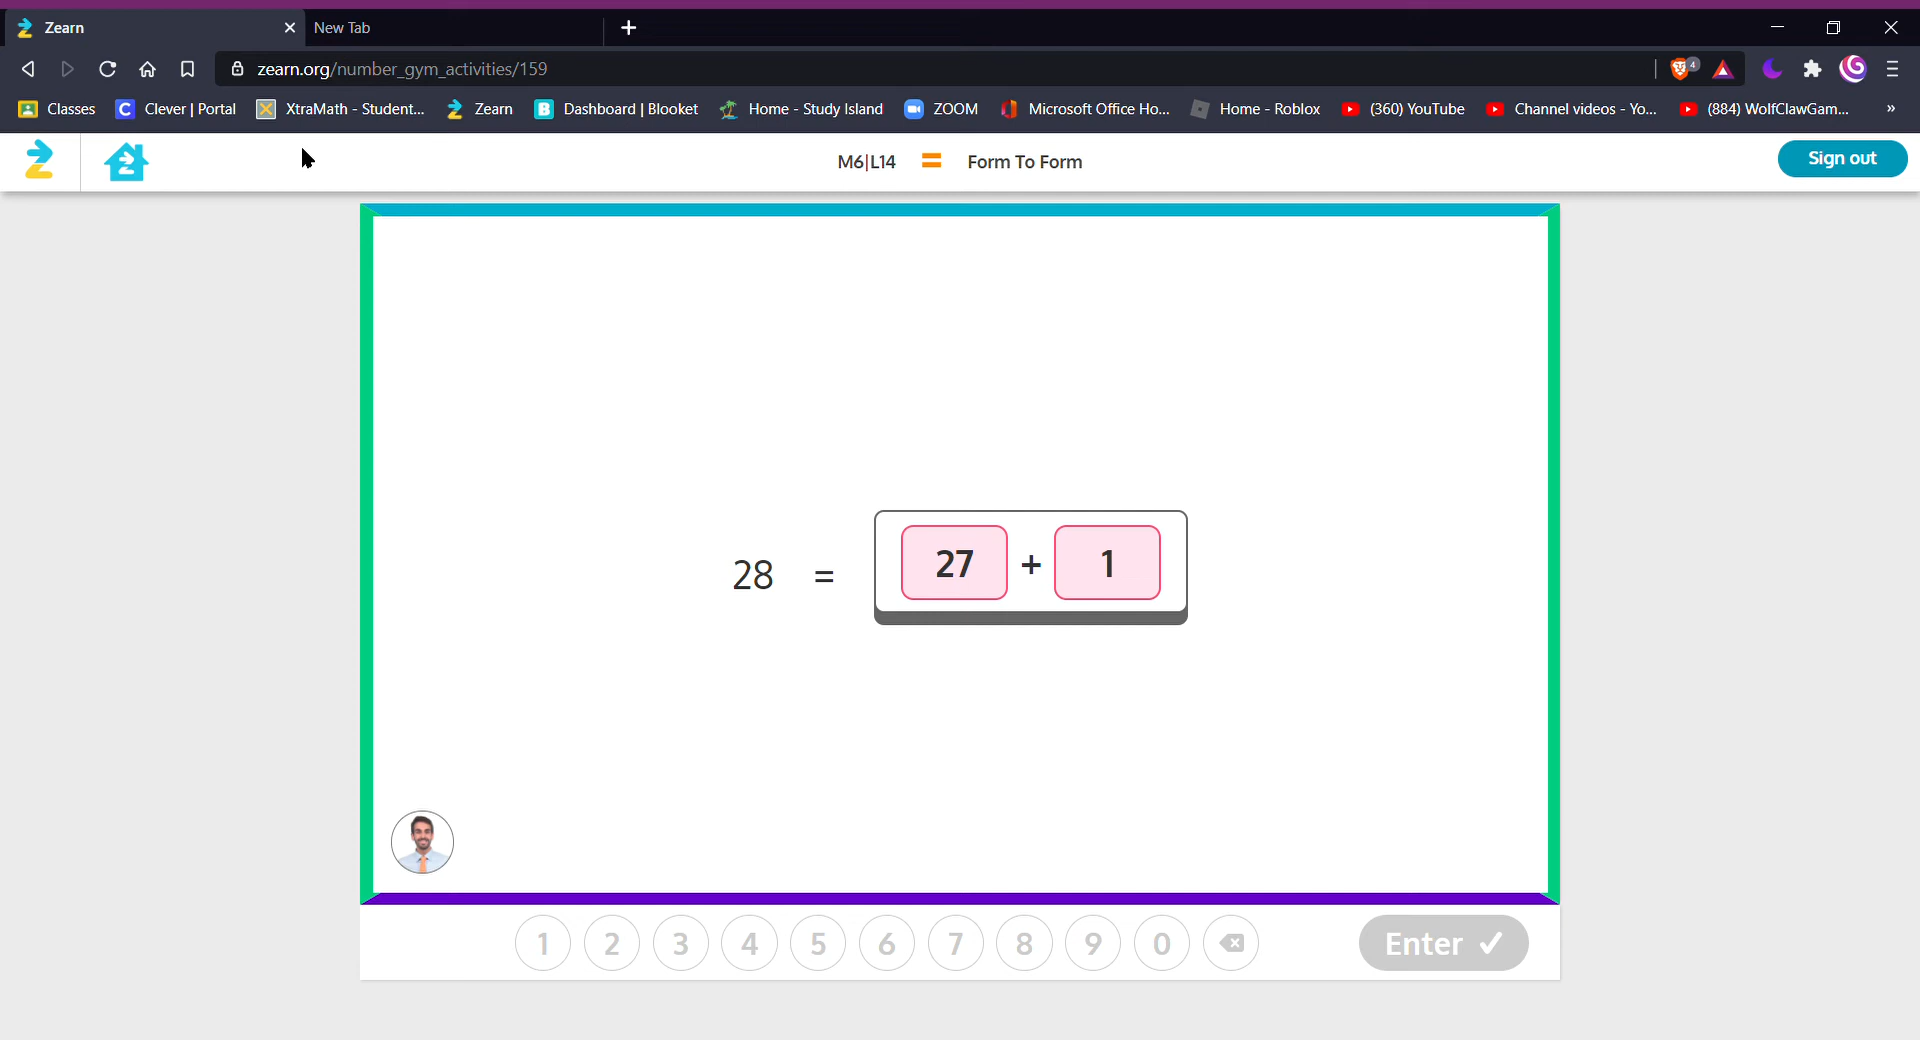 Zearn
New Tab
zearn.org/number_gym_activities/159
4
Classes
Clever | Portal
XtraMath - Student...
Zearn
B Dashboard | Blooket
Home - Study Island
ZOOM
Microsoft Office Ho...
Home - Roblox
(360) YouTube
Channel videos - Yo...
(884) WolfClawGam...
»
M6|L14 = Form To Form
Sign out
28 = 27 + 1
1 2 3 4 5 6 7 8 9 0
Enter ✓